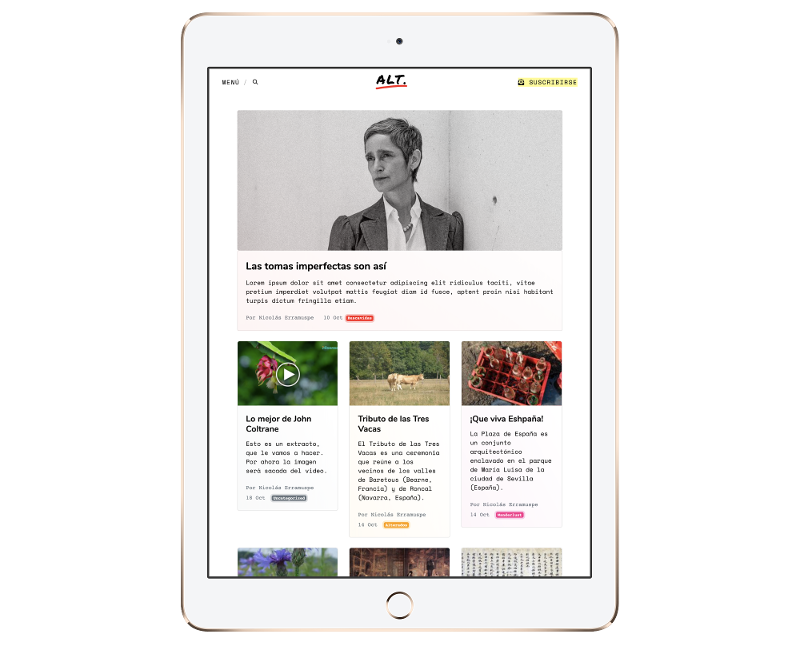 MENÚ /
ALT.
SUSCRIBIRSE
Las tomas imperfectas son así
Lorem ipsum dolor sit amet consectetur adipiscing elit ridiculus taciti, vitae
pretium imperdiet volutpat mattis feugiat diam id fusce, aptent proin nisi habitant
turpis dictum fringilla etiam.
Por Nicolás Erramuspe 10 Oct
Lo mejor de John
Coltrane
Esto es un extracto,
que le vamos a hacer.
Por ahora la imagen
será sacada del video.
Por Nicolás Erramuspe
18 Oct Uncategorized
Tributo de las Tres
Vacas
El Tributo de las Tres
Vacas es una ceremonia
que reúne a los
vecinos de los valles
de Baretous (Bearne,
Francia) y de Roncal
(Navarra, España).
Por Nicolás Erramuspe
14 Oct
¡Que viva Eshpaña!
La Plaza de España es
un conjunto
arquitectónico
enclavado en el parque
de María Luisa de la
ciudad de Sevilla
(España).
Por Nicolás Erramuspe
14 Oct Wanderlust